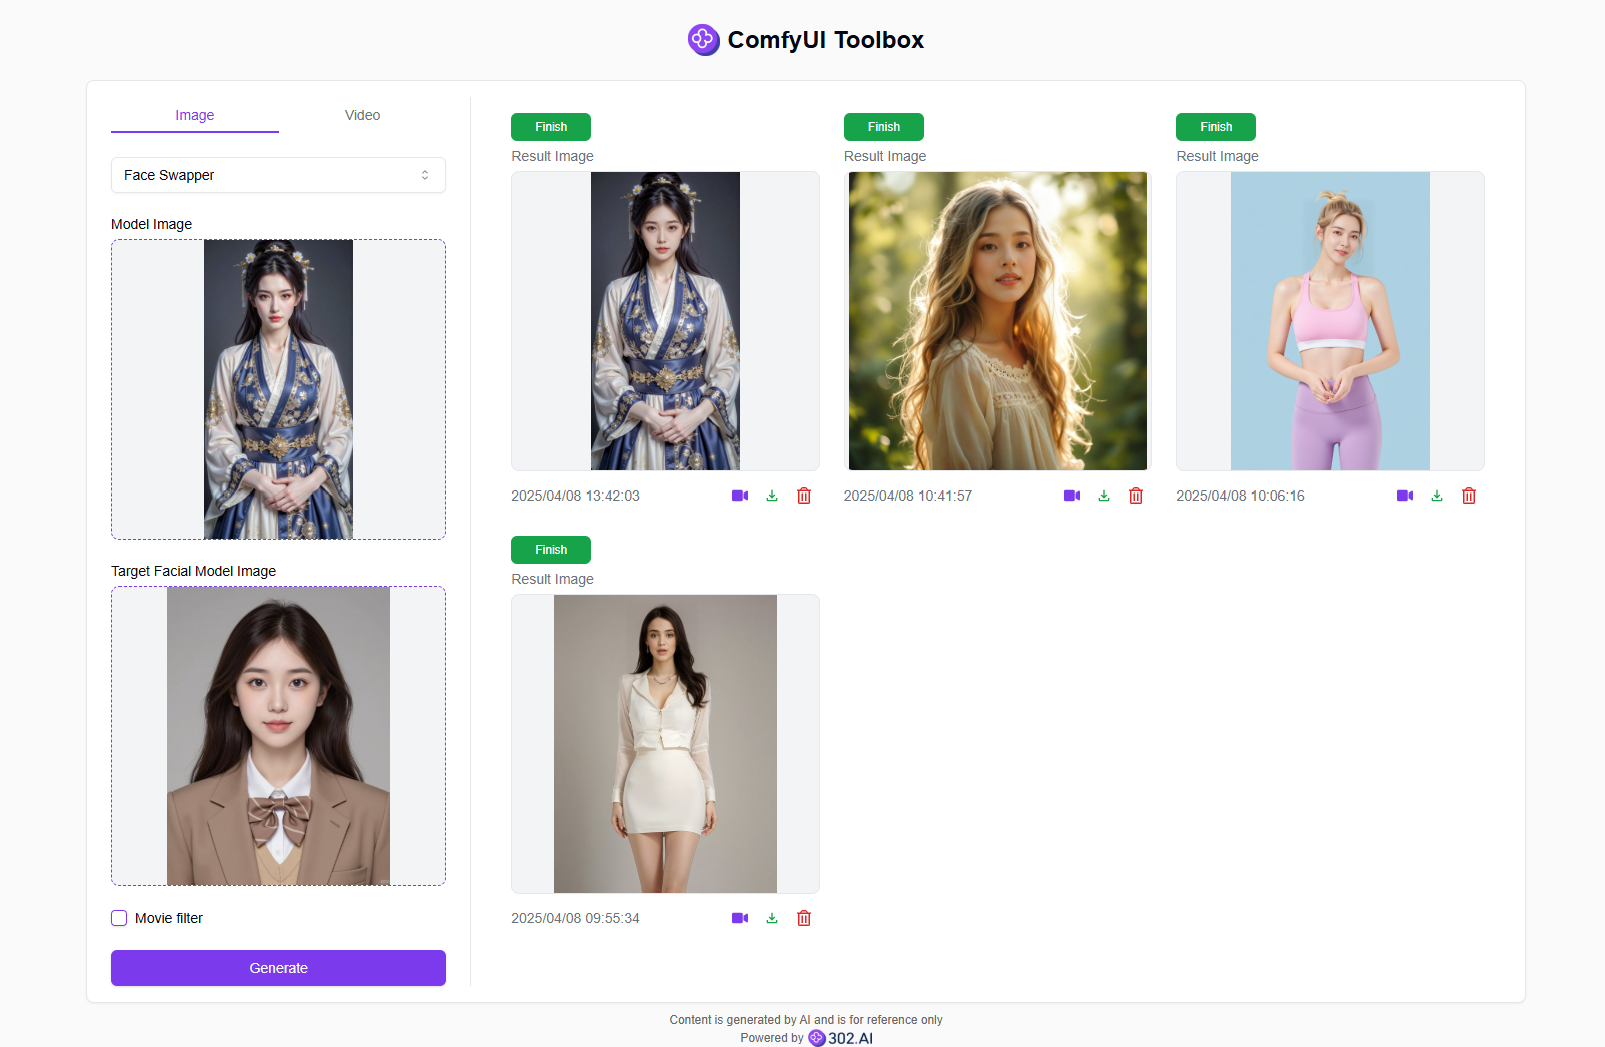 ComfyUI Toolbox
Image
Video
Face Swapper
Model Image
Target Facial Model Image
Movie filter
Generate
Finish
Result Image
2025/04/08 13:42:03
Finish
Result Image
2025/04/08 10:41:57
Finish
Result Image
2025/04/08 10:06:16
Finish
Result Image
2025/04/08 09:55:34
Content is generated by AI and is for reference only
Powered by 302.AI